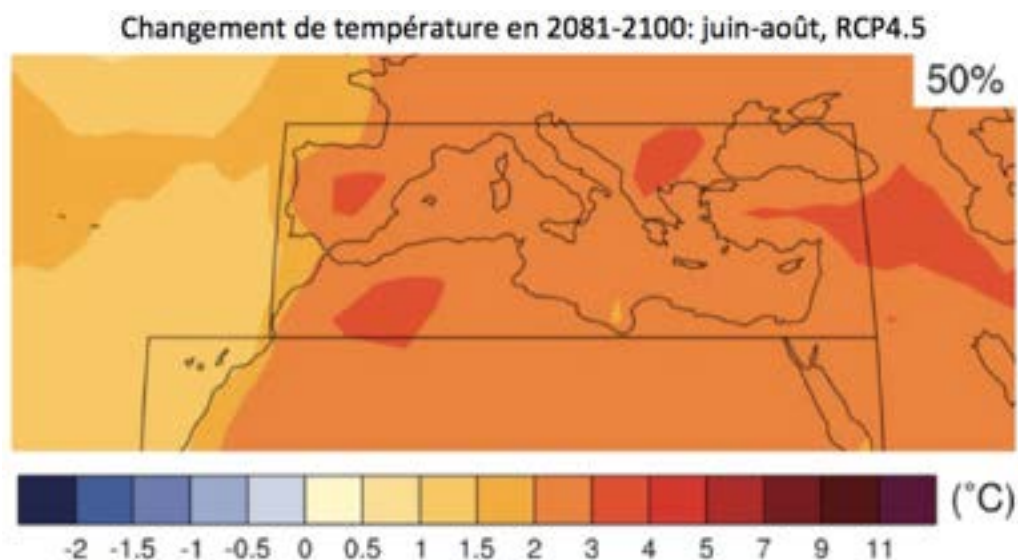 Changement de température en 2081-2100: juin-août, RCP4.5
50%
(°C)
-2 -1.5 -1 -0.5 0 0.5 1 1.5 2 3 4 5 7 9 11